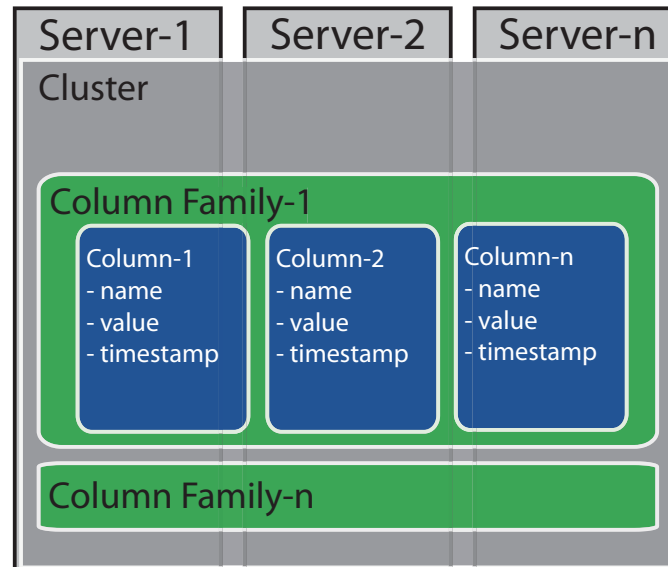 Server-1
Server-2
Server-n
Cluster
Column Family-1
Column-1
- name
- value
- timestamp
Column-2
- name
- value
- timestamp
Column-n
- name
- value
- timestamp
Column Family-n